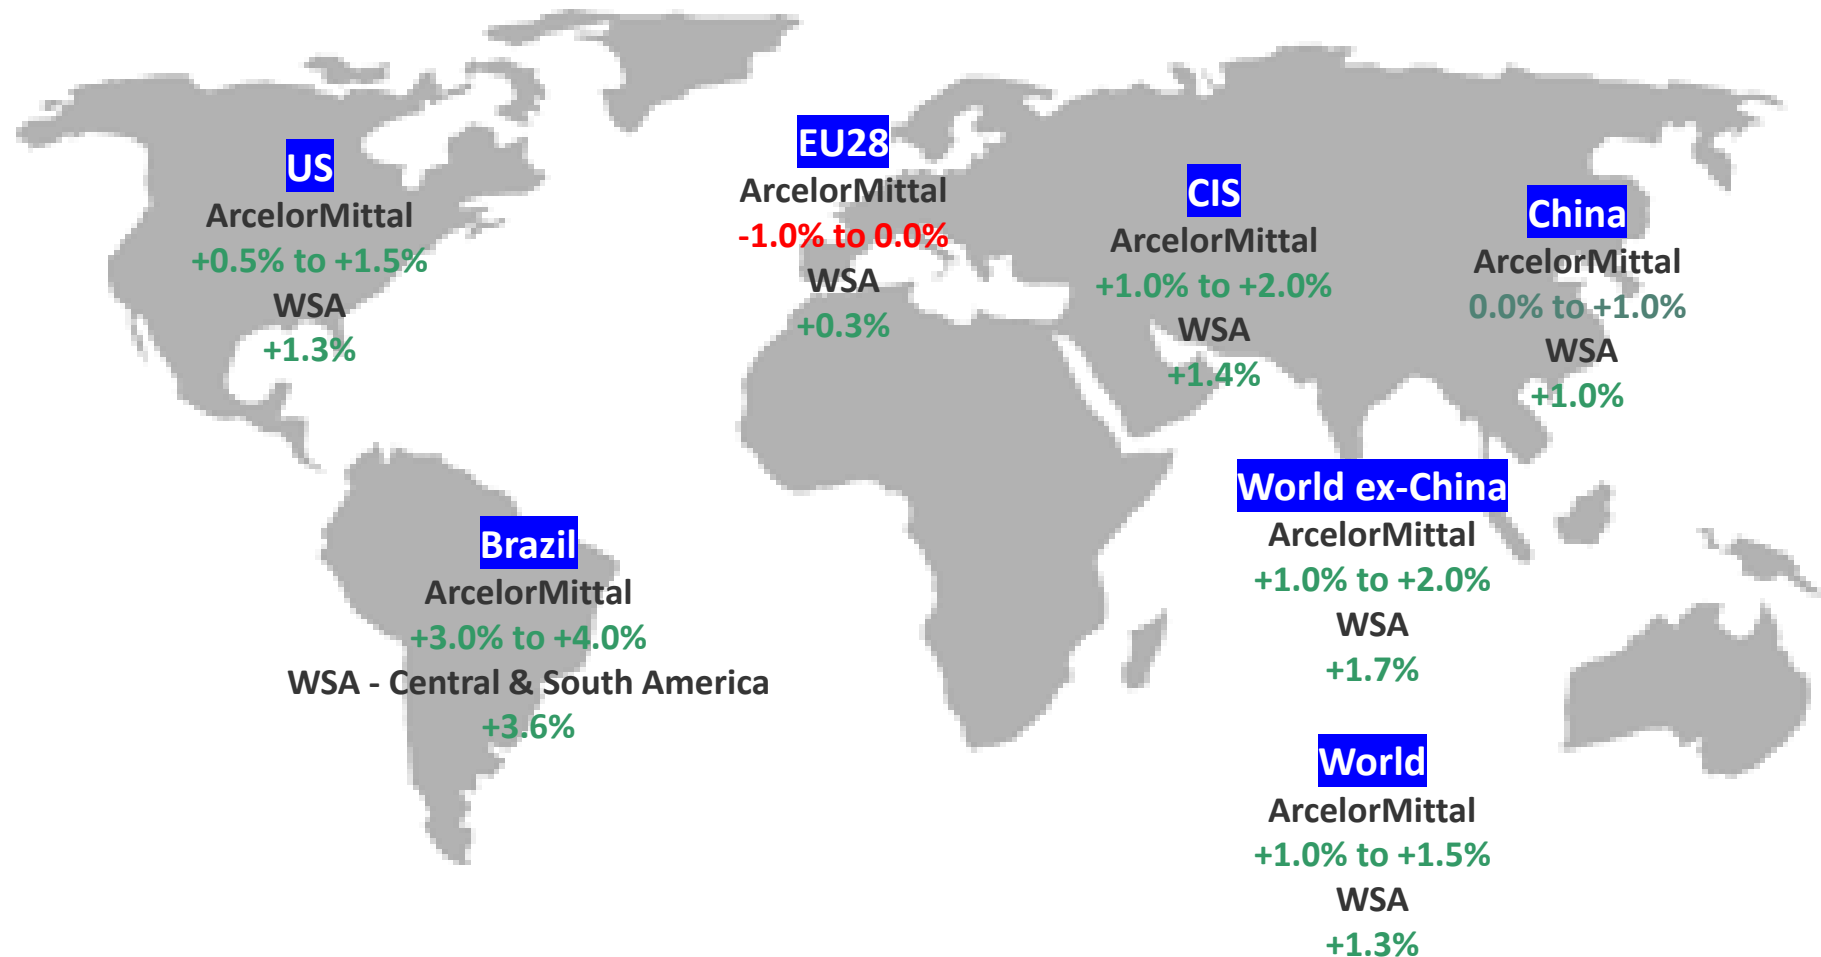 US
ArcelorMittal
+0.5% to +1.5%
WSA
+1.3%
EU28
ArcelorMittal
-1.0% to 0.0%
WSA
+0.3%
CIS
ArcelorMittal
+1.0% to +2.0%
WSA
+1.4%
China
ArcelorMittal
0.0% to +1.0%
WSA
+1.0%
Brazil
ArcelorMittal
+3.0% to +4.0%
WSA - Central & South America
+3.6%
World ex-China
ArcelorMittal
+1.0% to +2.0%
WSA
+1.7%
World
ArcelorMittal
+1.0% to +1.5%
WSA
+1.3%